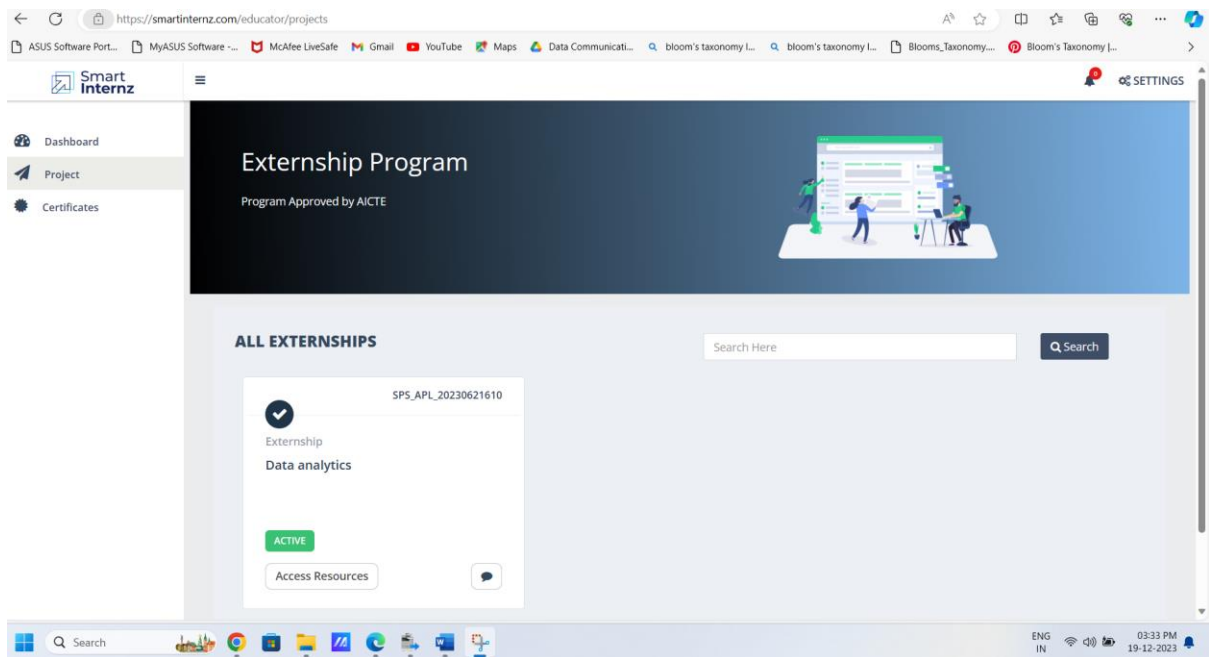 https://smartinternz.com/educator/projects
ASUS Software Port... MyASUS Software -... McAfee LiveSafe Gmail YouTube Maps Data Communicati... bloom's taxonomy l... bloom's taxonomy l... Blooms_Taxonomy.... Bloom's Taxonomy |...
Smart
Internz
SETTINGS
Dashboard
Project
Certificates
Externship Program
Program Approved by AICTE
ALL EXTERNSHIPS
Search Here
Search
SPS_APL_20230621610
Externship
Data analytics
ACTIVE
Access Resources
Search
ENG
IN
03:33 PM
19-12-2023